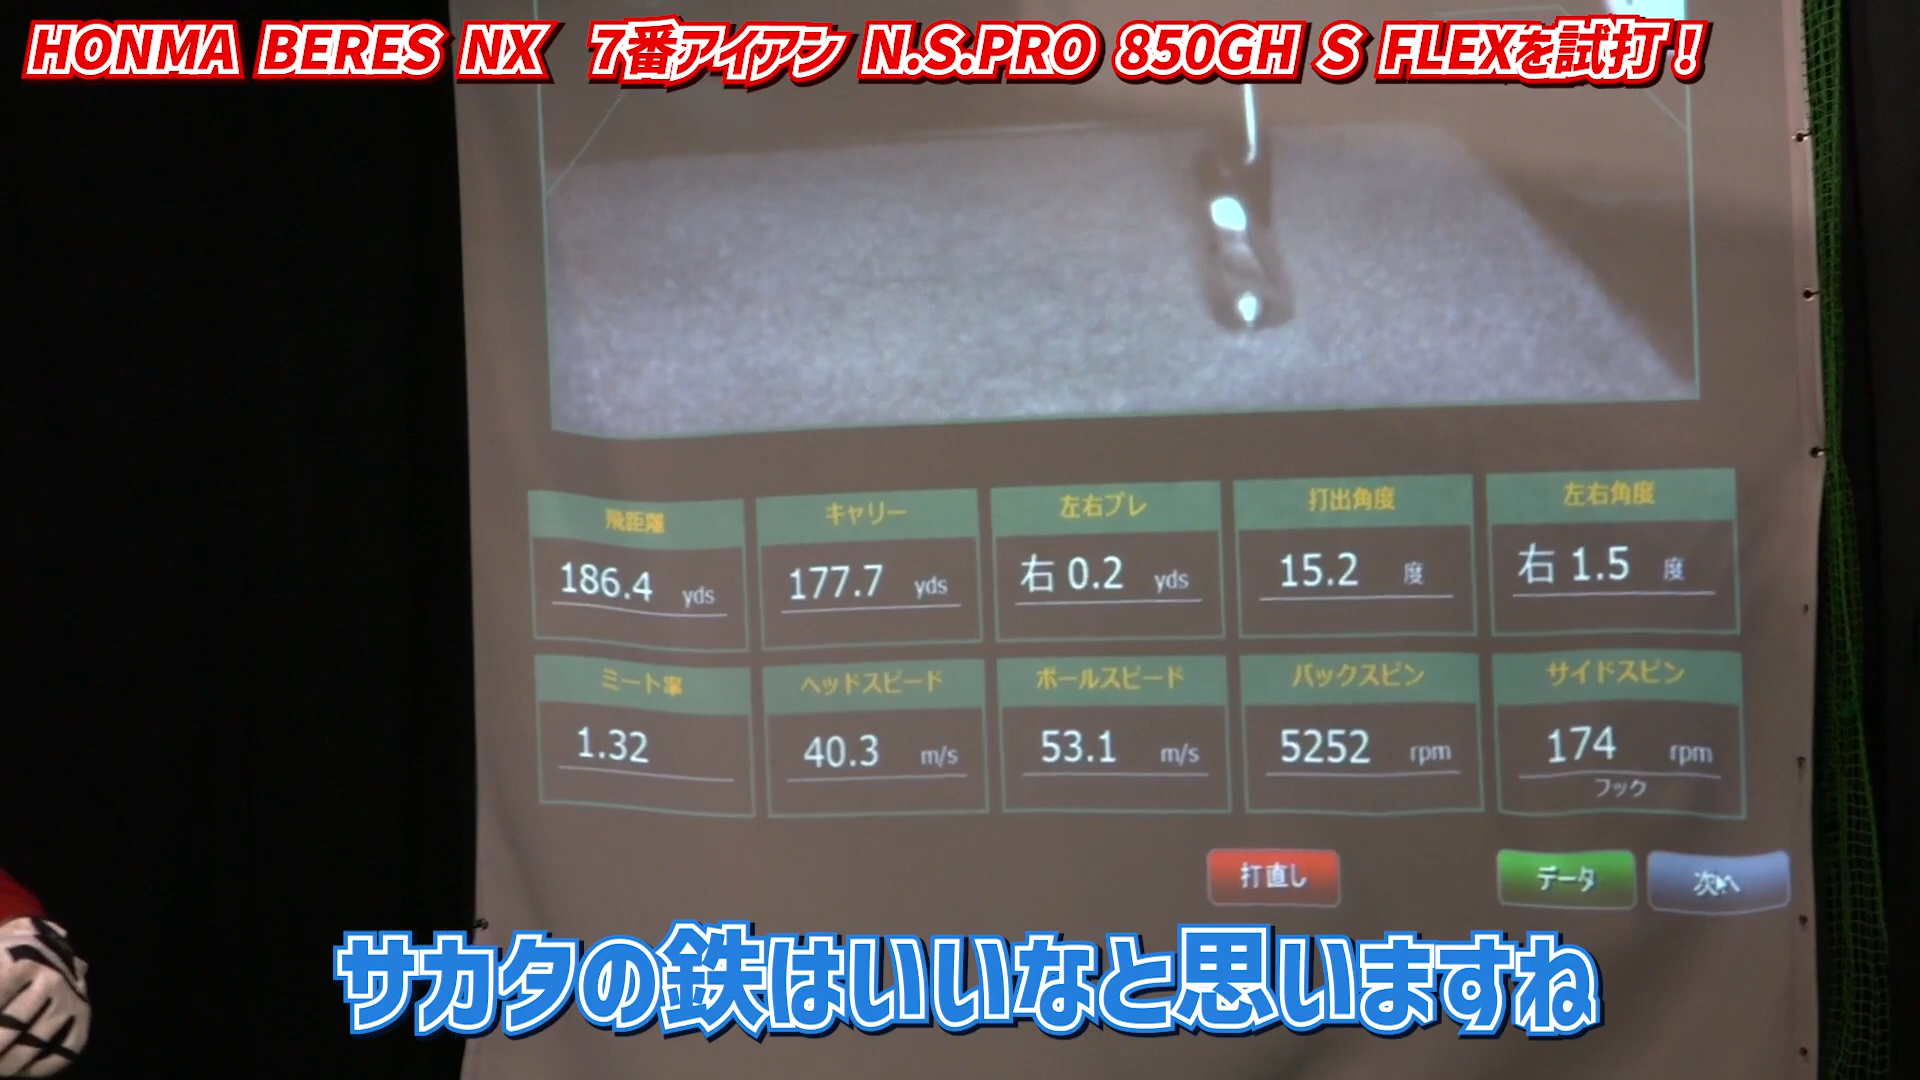 HONMA BERES NX 7番アイアン N.S.PRO 850GH S FLEXを試打！
飛距離 キャリー 左右ブレ 打出角度 左右角度
186.4 yds 177.7 yds 右 0.2 yds 15.2 度 右 1.5 度
ミート率 ヘッドスピード ボールスピード バックスピン サイドスピン
1.32 40.3 m/s 53.1 m/s 5252 rpm 174 rpm
フック
打直し データ 次へ
サカタの鉄はいいなと思いますね